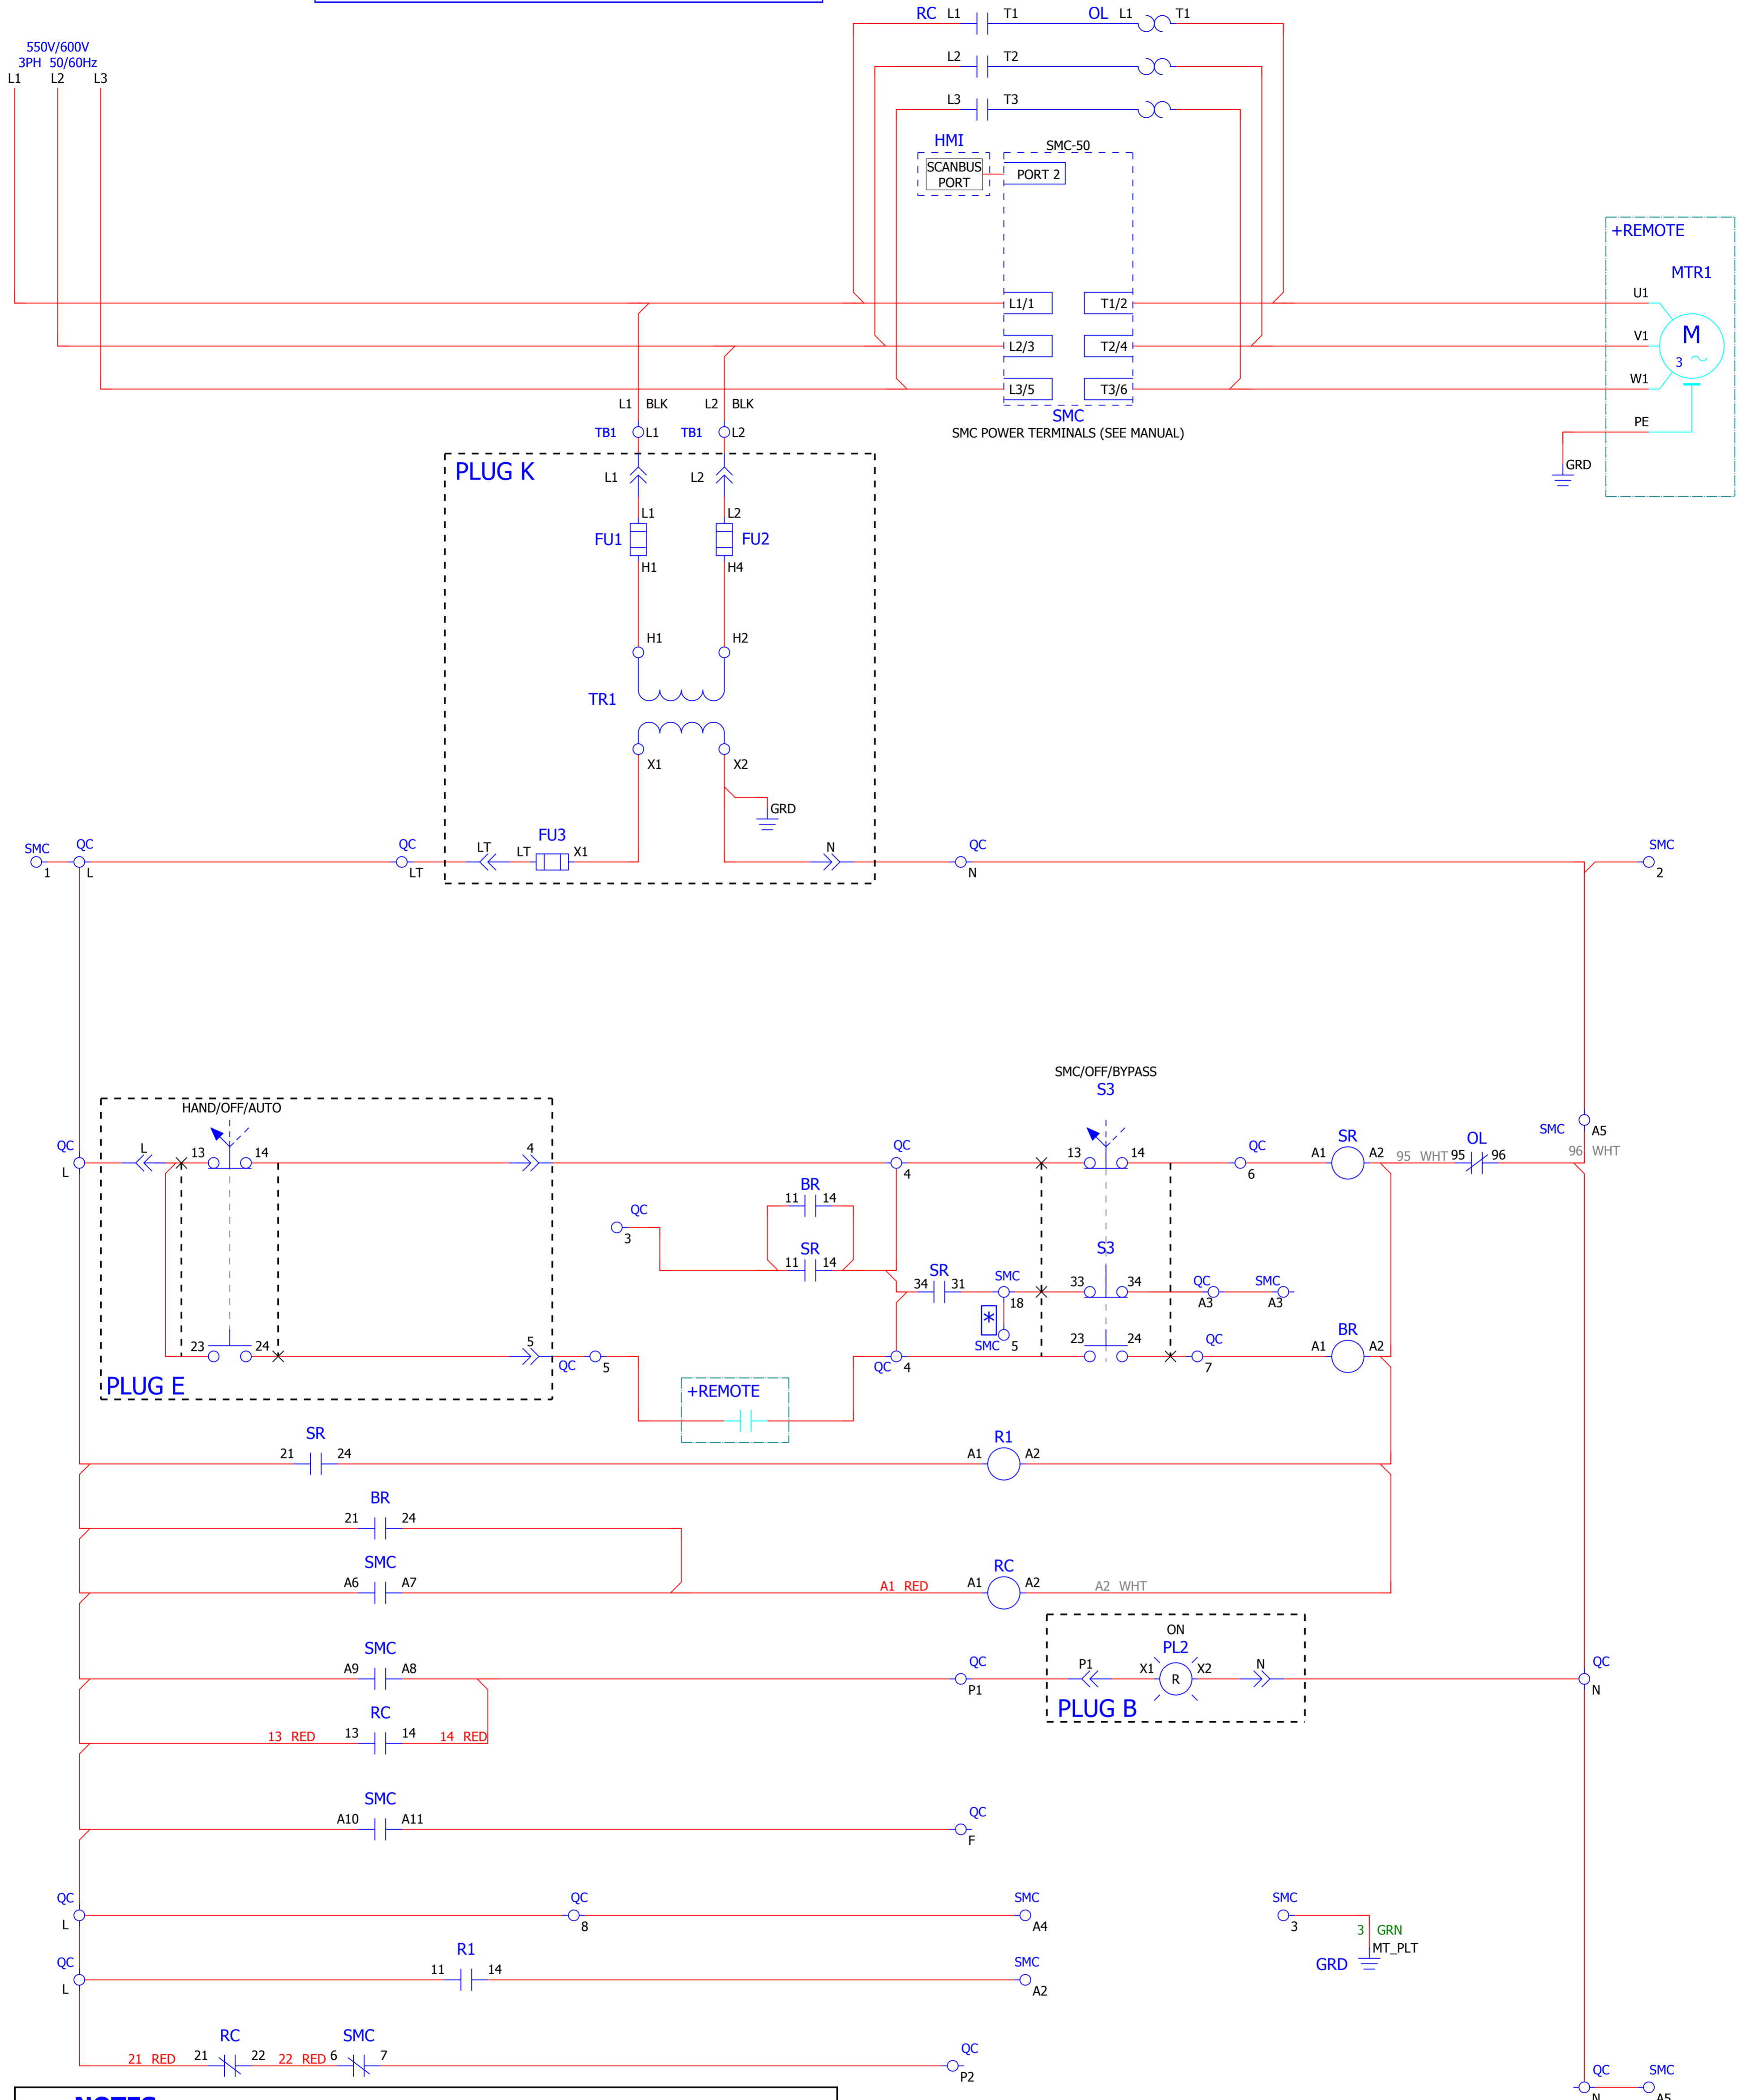 RC L1 T1 OL L1 T1
550V/600V
3PH 50/60Hz
L1 L2 L3
L2 T2
L3 T3
HMI
SMC-50
SCANBUS
PORT
PORT 2
+REMOTE
MTR1
L1/1 T1/2 U1
L2/3 T2/4 V1
M
3
L3/5 T3/6 W1
L1 BLK L2 BLK
SMC
SMC POWER TERMINALS (SEE MANUAL)
PE
TB1 L1 TB1 L2
GRD
PLUG K
L1 L2
L1 L2
FU1 FU2
H1 H4
H1 H2
TR1
X1 X2
GRD
SMC QC QC FU3 QC SMC
LT LT X1 N
1 L LT N 2
SMC/OFF/BYPASS
S3
HAND/OFF/AUTO
SMC A5
QC L 13 14 4 QC 13 14 QC SR OL
A1 A2 95 WHT 95 96 96 WHT
L 4 6
BR
11 14
QC
3
SR
11 14
S3
SR
34 31 SMC 33 34 QC SMC
18 A3 A3
*
SMC 5
23 24 5 QC 5 QC 4 23 24 QC BR
A1 A2
7
PLUG E
+REMOTE
SR R1
21 24 A1 A2
BR
21 24
SMC RC
A6 A7 A1 RED A1 A2 A2 WHT
ON
SMC PL2
A9 A8 QC P1 X1 R X2 N QC
P1 N
PLUG B
RC
13 RED 13 14 14 RED
SMC
A10 A11 QC
F
QC QC SMC SMC
L 8 A4 3
3 GRN
MT_PLT
GRD
QC R1 SMC
L 11 14 A2
RC SMC
21 RED 21 22 22 RED 6 7 QC
P2
QC SMC
N A5
NOTES